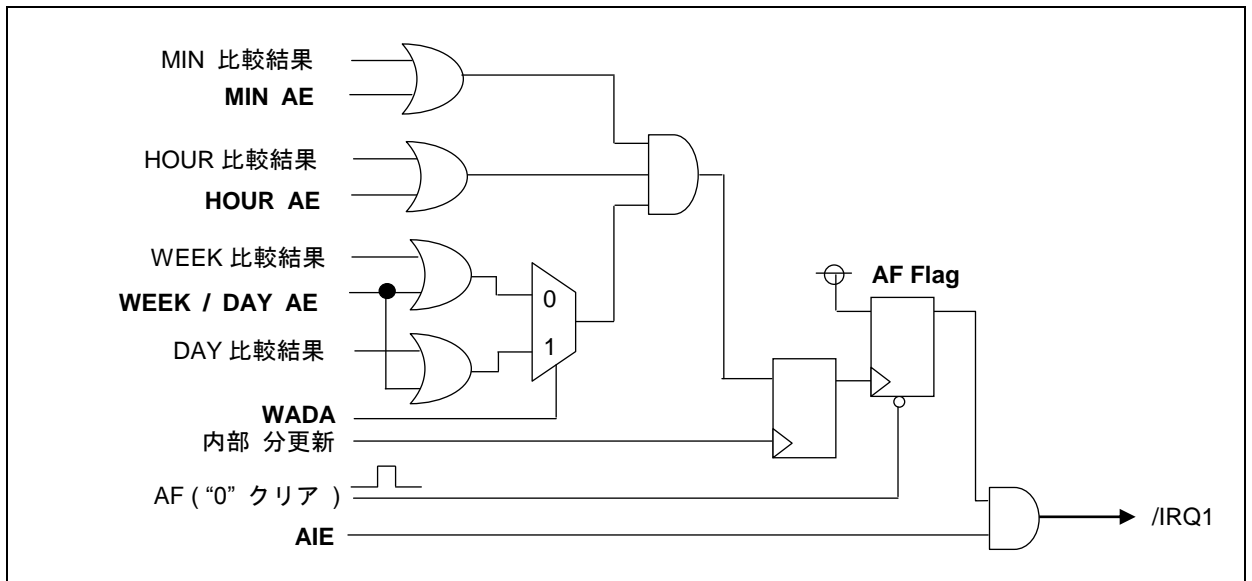 MIN 比較結果
MIN AE
HOUR 比較結果
HOUR AE
WEEK 比較結果
WEEK / DAY AE
DAY 比較結果
0
1
WADA
内部 分更新
AF ( “0” クリア )
AIE
AF Flag
/IRQ1